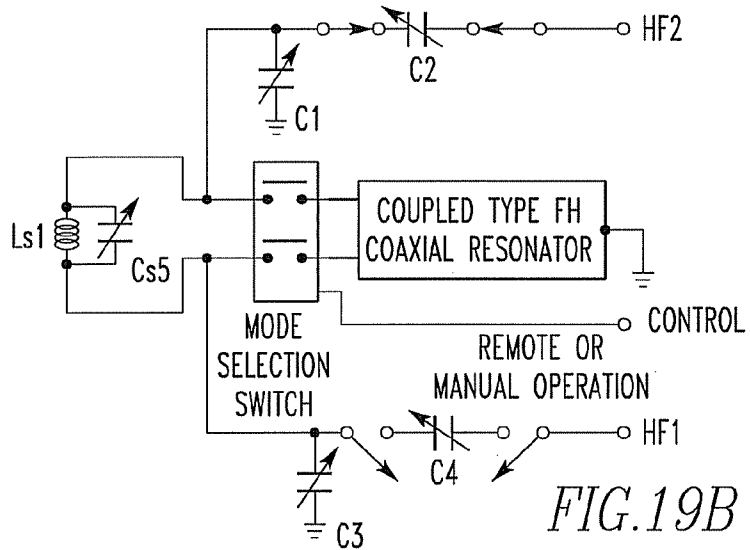 HF2
C2
C1
Ls1
Cs5
COUPLED TYPE FH
COAXIAL RESONATOR
MODE
SELECTION
SWITCH
CONTROL
REMOTE OR
MANUAL OPERATION
HF1
C4
C3
FIG.19B